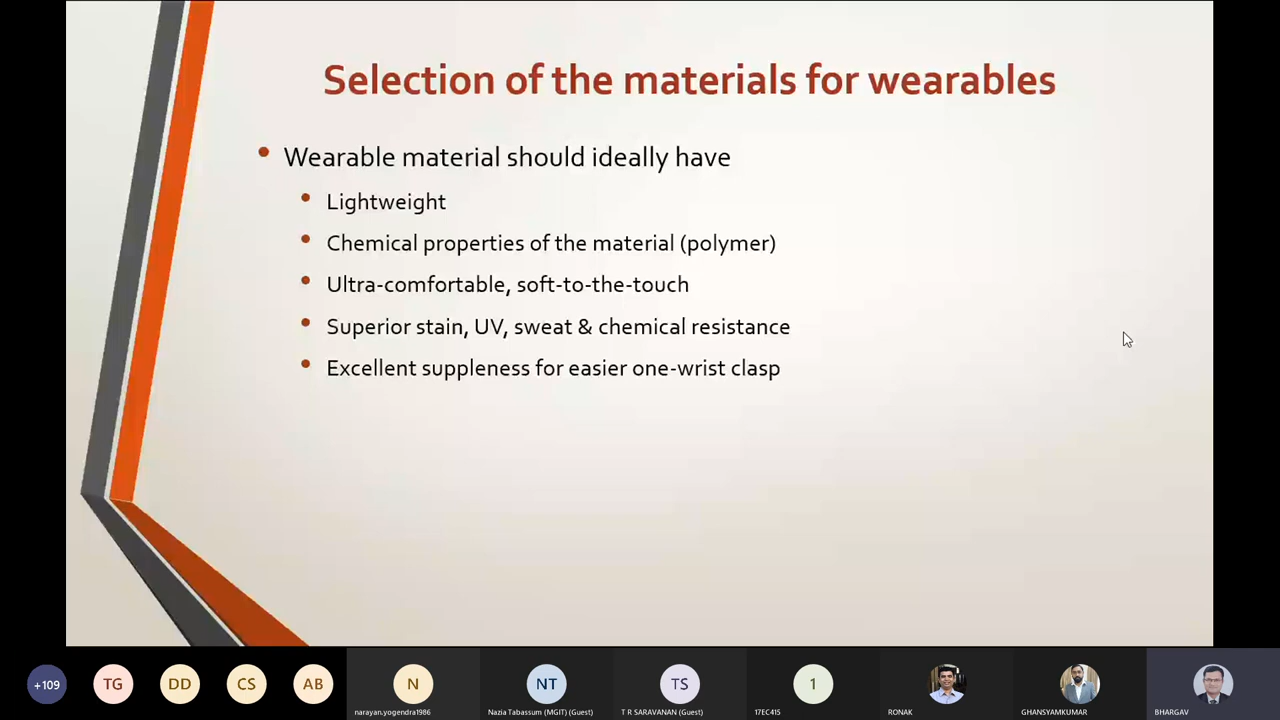 Selection of the materials for wearables
Wearable material should ideally have
Lightweight
Chemical properties of the material (polymer)
Ultra-comfortable, soft-to-the-touch
Superior stain, UV, sweat & chemical resistance
Excellent suppleness for easier one-wrist clasp
+109
TG
DD
CS
AB
N
NT
TS
1
narayan.yogendra1986
Nazia Tabassum (MGIT) (Guest)
T R SARAVANAN (Guest)
17EC415
RONAK
GHANSYAMKUMAR
BHARGAV